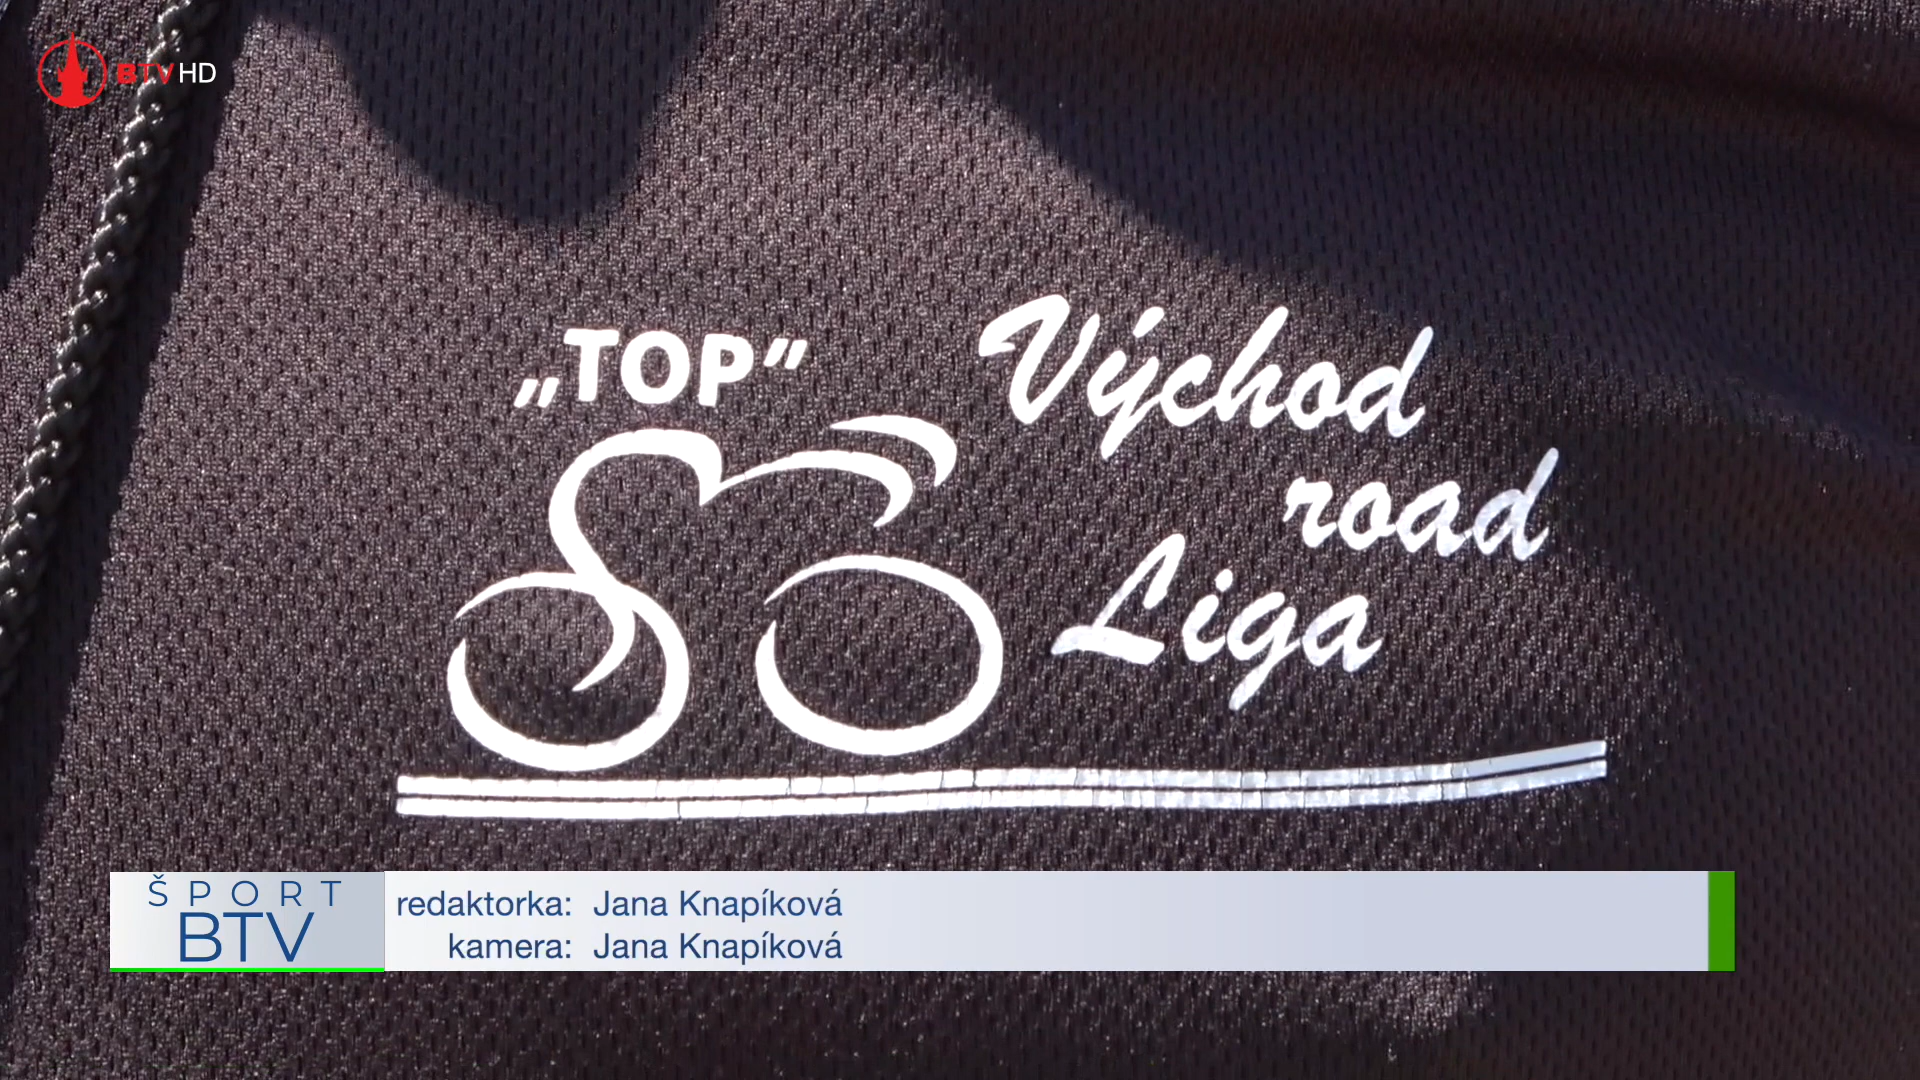 BTV HD
„TOP” Východ
road
Liga
ŠPORT
BTV
redaktorka: Jana Knapíková
kamera: Jana Knapíková